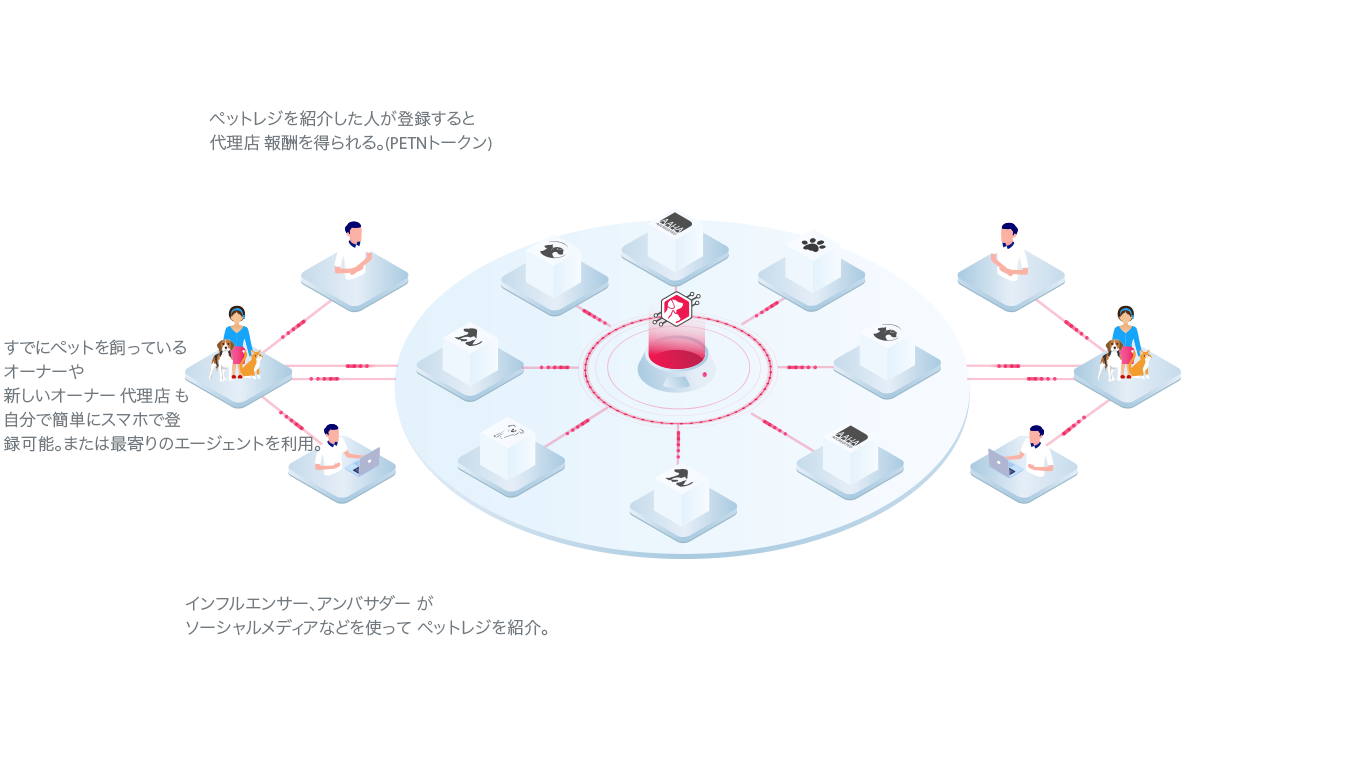 ペットレジを紹介した人が登録すると
代理店 報酬を得られる。(PETNトークン)
AAHA
すでにペットを飼っている
オーナーや
新しいオーナー 代理店 も
自分で簡単にスマホで登
録可能。または最寄りのエージェントを利用。
AAHA
インフルエンサー、アンバサダー が
ソーシャルメディアなどを使って ペットレジを紹介。